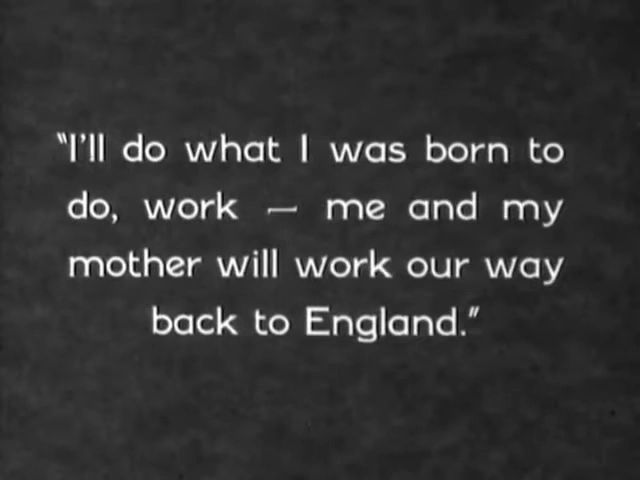 “I’ll do what I was born to
do, work — me and my
mother will work our way
back to England.”